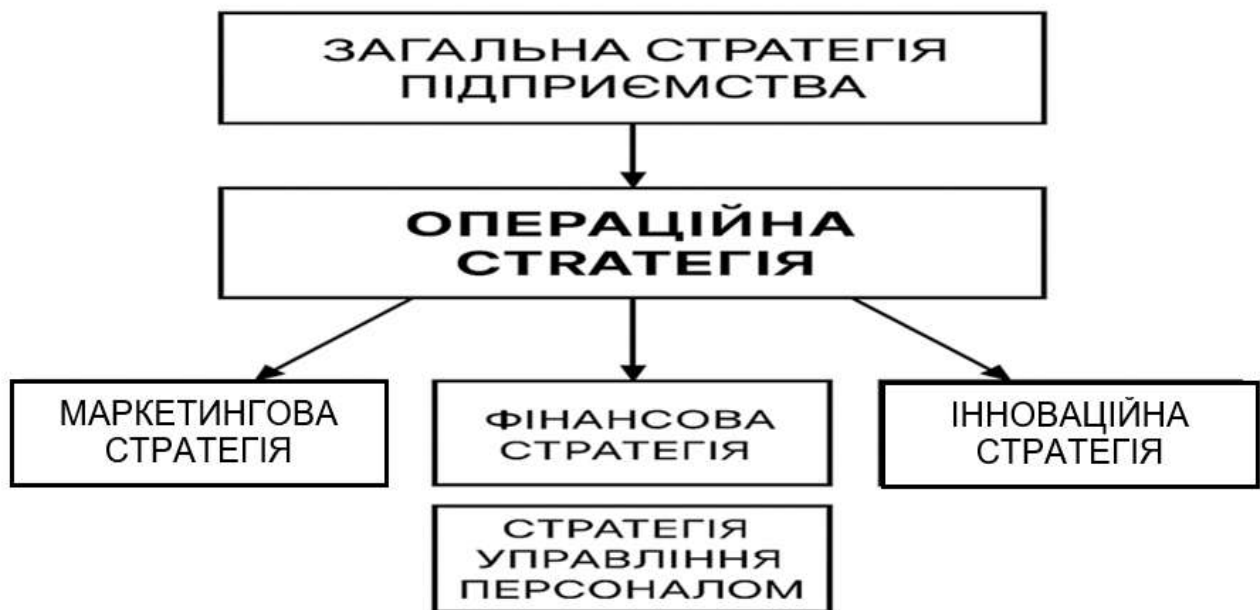 ЗАГАЛЬНА СТРАТЕГІЯ
ПІДПРИЄМСТВА
ОПЕРАЦІЙНА
СТRАТЕГІЯ
МАРКЕТИНГОВА
СТРАТЕГІЯ
ФІНАНСОВА
СТРАТЕГІЯ
ІННОВАЦІЙНА
СТРАТЕГІЯ
СТРАТЕГІЯ
УПРАВЛІННЯ
ПЕРСОНАЛОМ